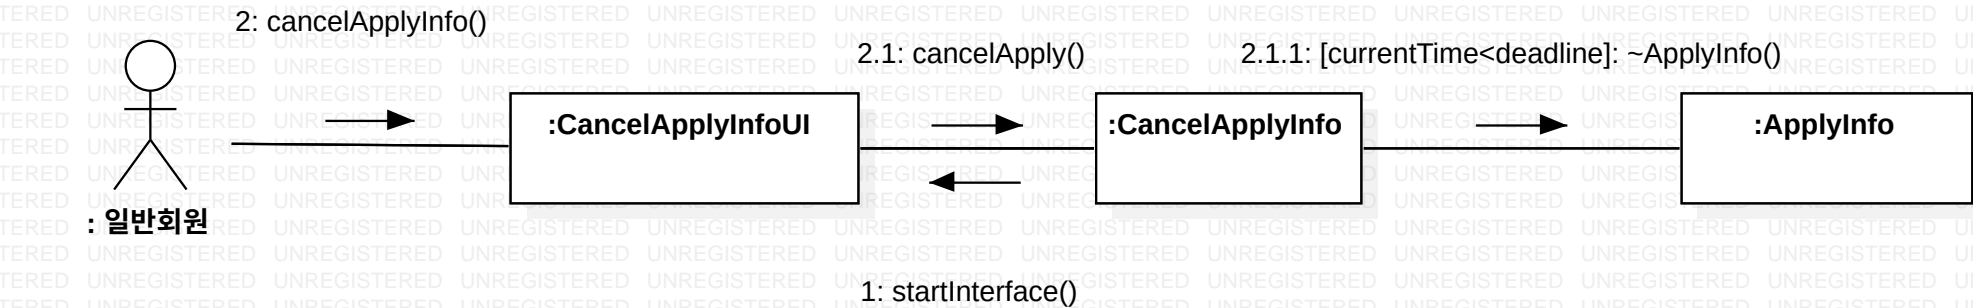 2: cancelApplyInfo()
2.1: cancelApply()
2.1.1: [currentTime<deadline]: ~ApplyInfo()
:CancelApplyInfoUI
:CancelApplyInfo
:ApplyInfo
: 일반회원
1: startInterface()
UNREGISTERED